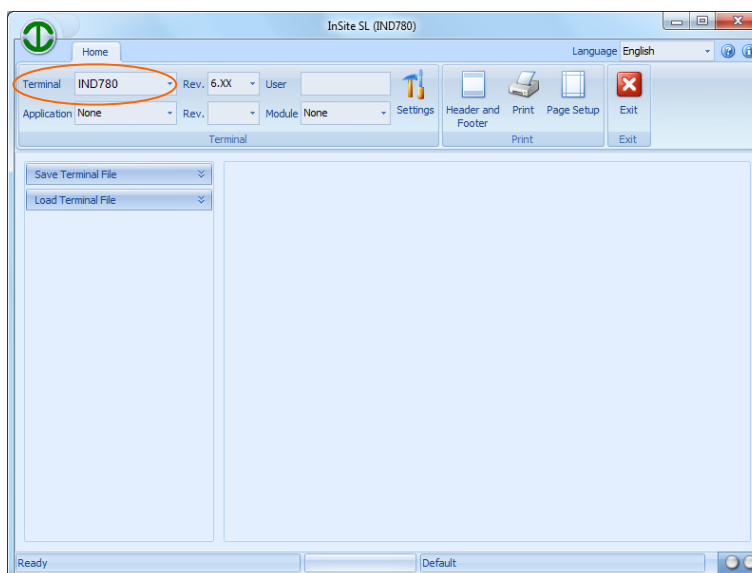 InSite SL (IND780)
Home
Language English
Terminal IND780 Rev. 6.XX User
Application None Rev. Module None
Settings
Header and
Footer
Print
Page Setup
Exit
Terminal
Print
Exit
Save Terminal File
Load Terminal File
Ready
Default